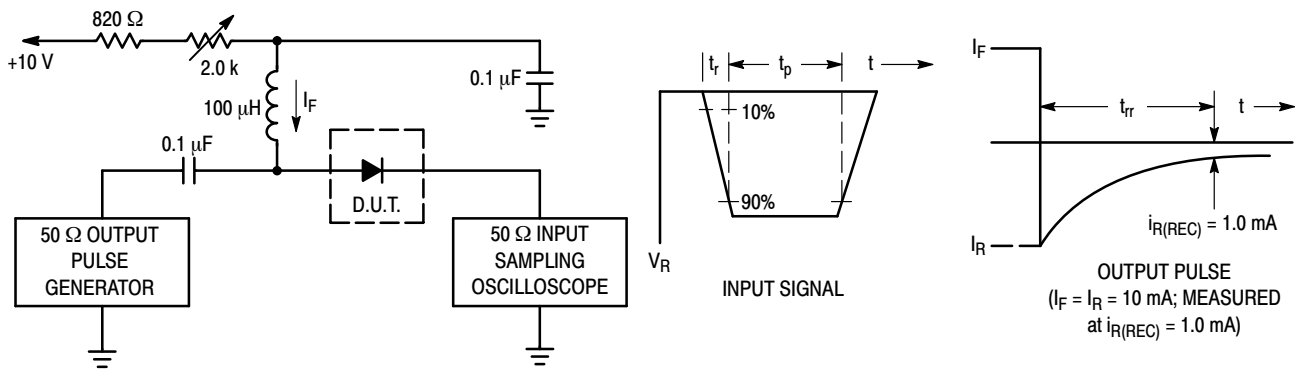 820 Ω
+10 V
2.0 k
0.1 μF
100 μH
I_F
0.1 μF
D.U.T.
50 Ω OUTPUT
PULSE
GENERATOR
50 Ω INPUT
SAMPLING
OSCILLOSCOPE
t_r
t_p
t
10%
90%
V_R
INPUT SIGNAL
I_F
t_rr
t
I_R
i_R(REC) = 1.0 mA
OUTPUT PULSE
(I_F = I_R = 10 mA; MEASURED
at i_R(REC) = 1.0 mA)